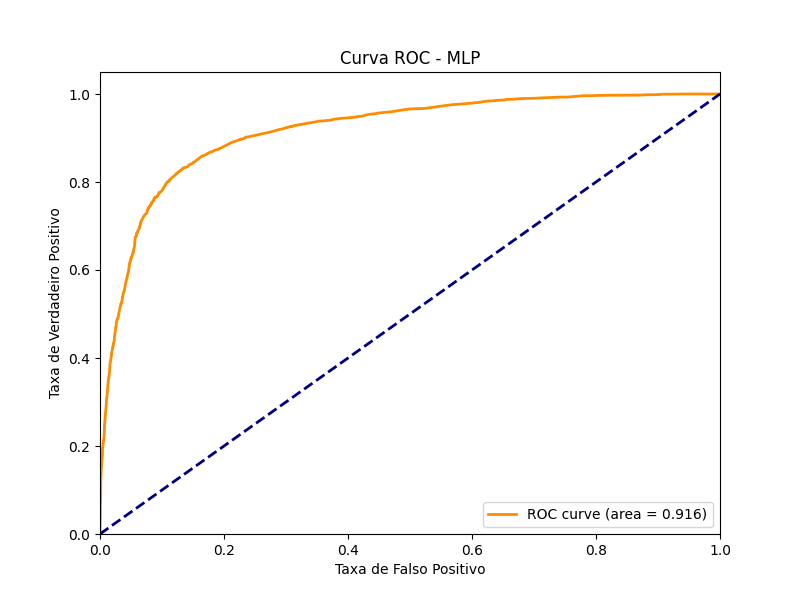 Curva ROC - MLP
1.0
0.8
0.6
0.4
0.2
0.0
Taxa de Verdadeiro Positivo
ROC curve (area = 0.916)
0.0 0.2 0.4 0.6 0.8 1.0
Taxa de Falso Positivo